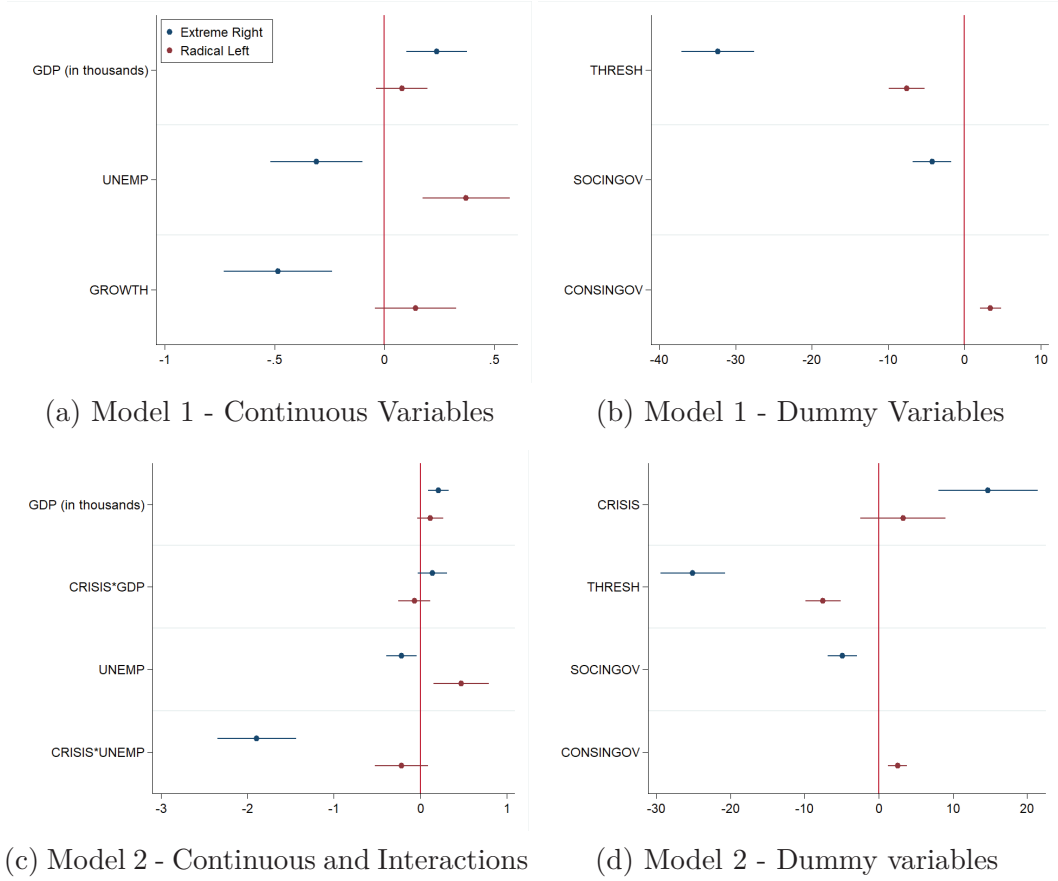 Extreme Right
Radical Left
GDP (in thousands)
UNEMP
GROWTH
-1 -.5 0 .5
(a) Model 1 - Continuous Variables
THRESH
SOCINGOV
CONSINGOV
-40 -30 -20 -10 0 10
(b) Model 1 - Dummy Variables
GDP (in thousands)
CRISIS*GDP
UNEMP
CRISIS*UNEMP
-3 -2 -1 0 1
(c) Model 2 - Continuous and Interactions
CRISIS
THRESH
SOCINGOV
CONSINGOV
-30 -20 -10 0 10 20
(d) Model 2 - Dummy variables